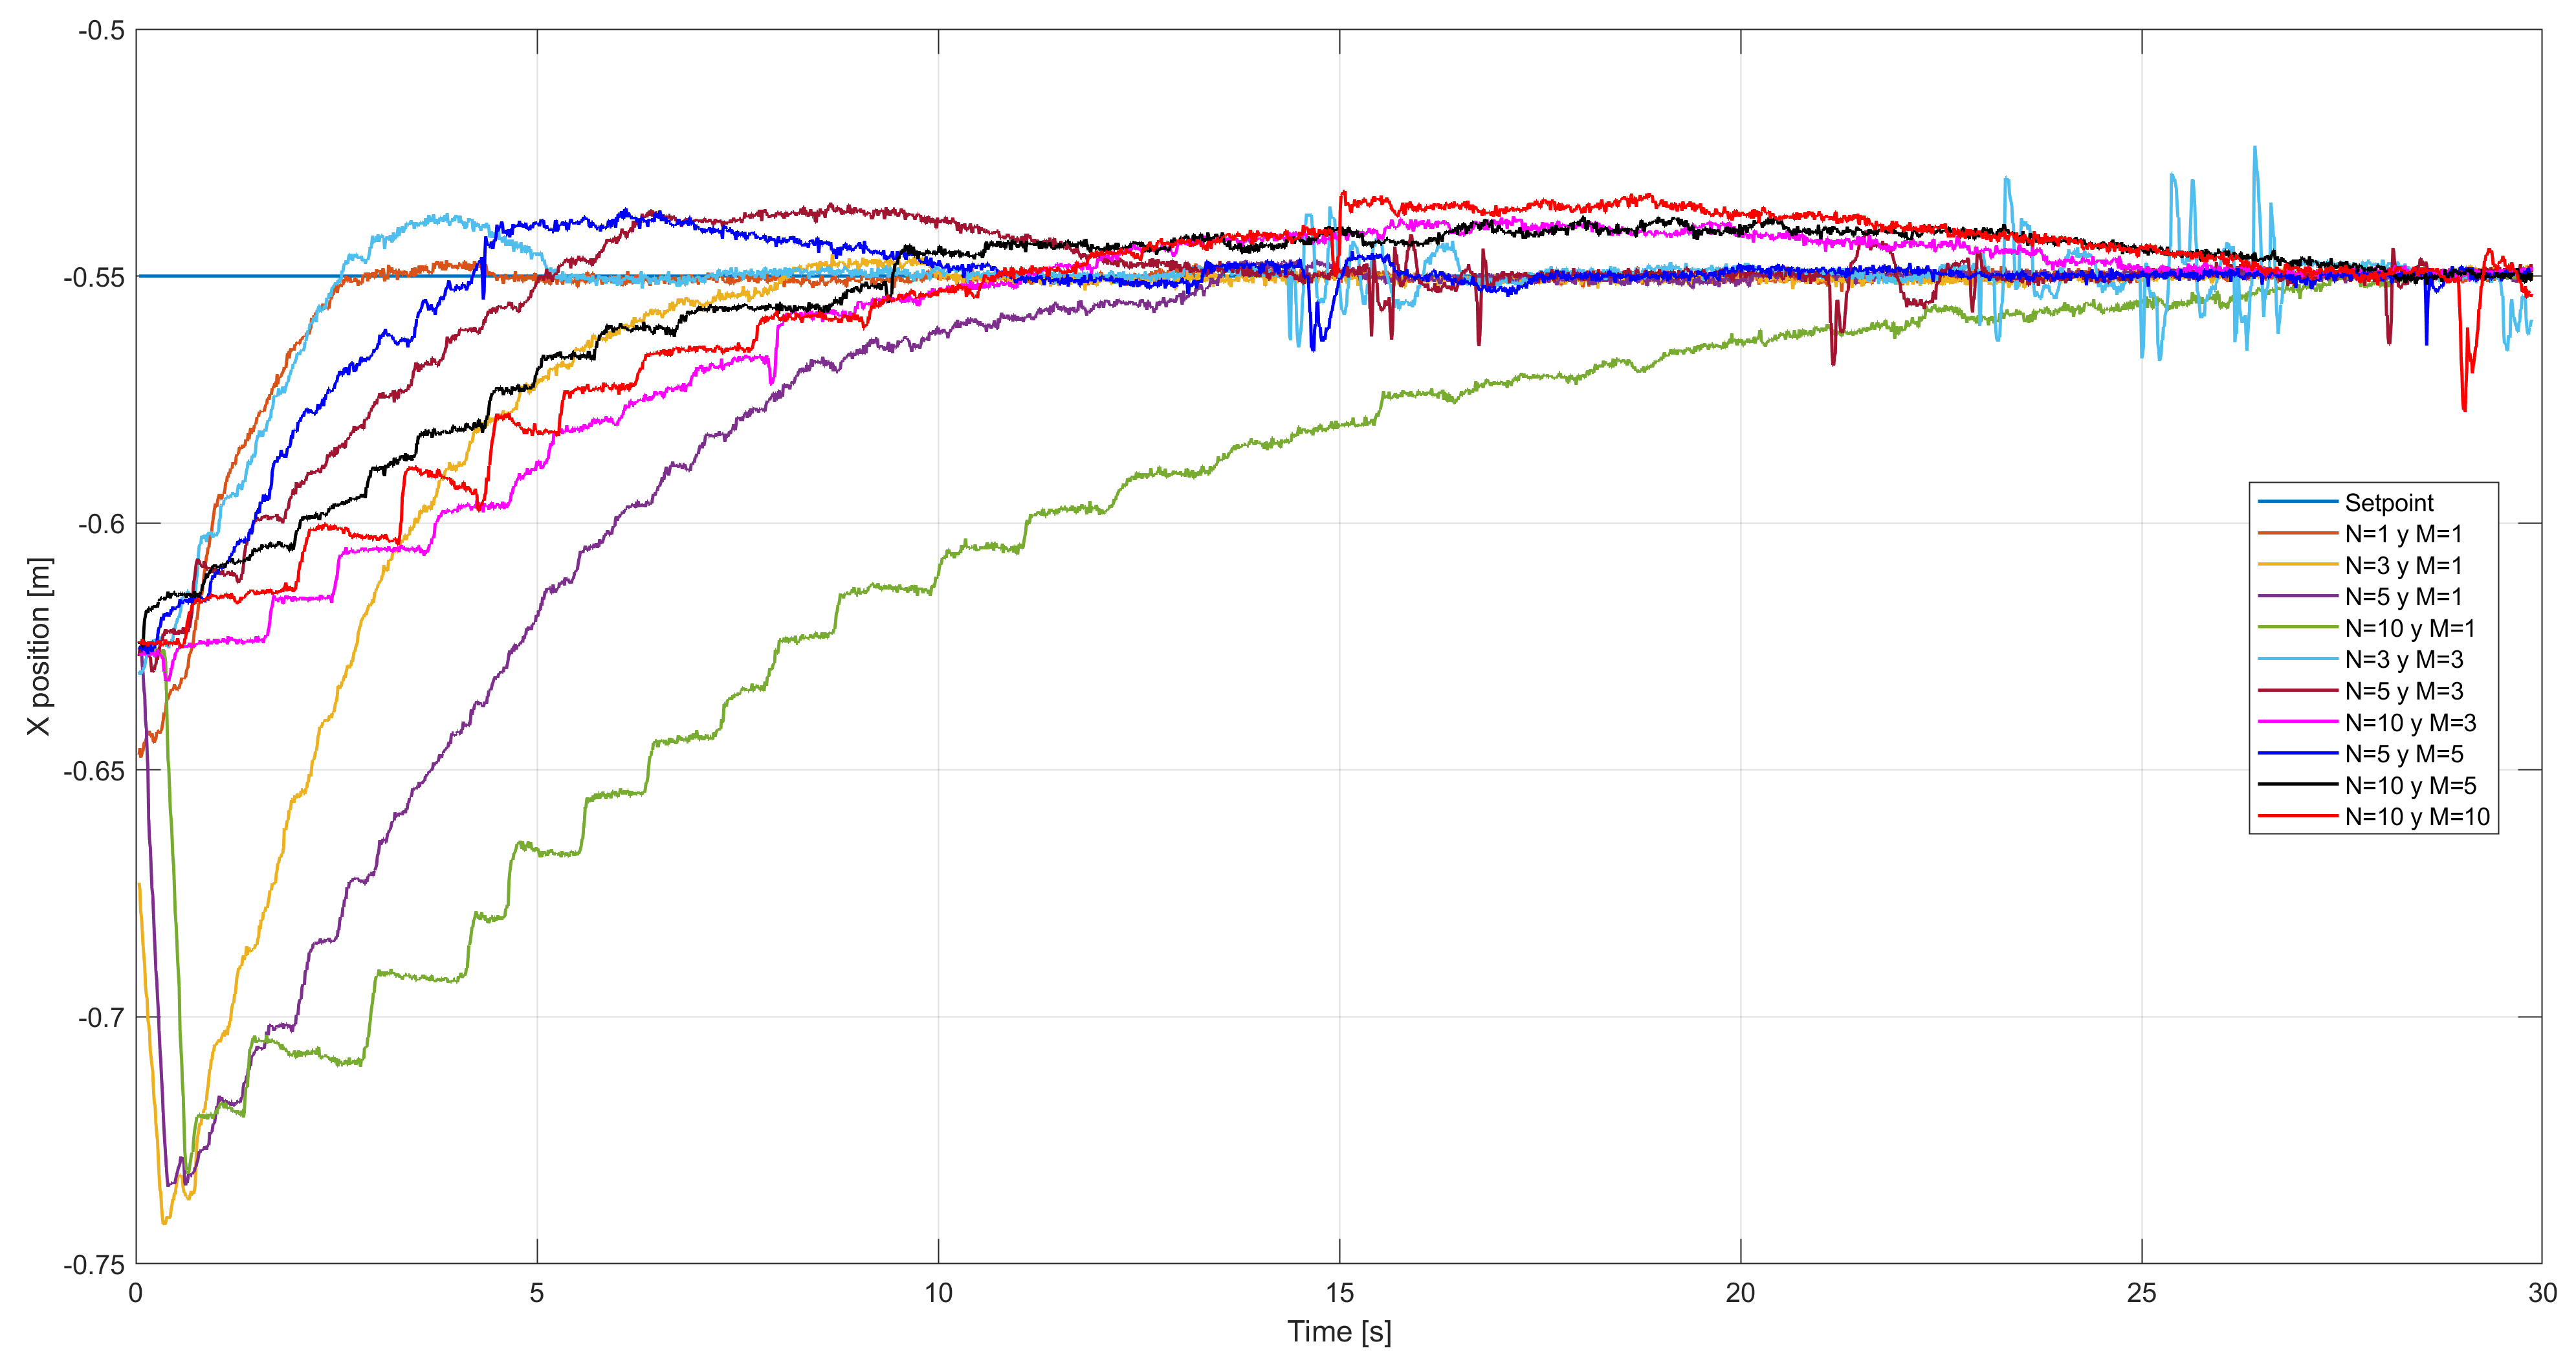 -0.5
-0.55
-0.6
-0.65
-0.7
-0.75
X position [m]
0 5 10 15 20 25 30
Time [s]
Setpoint
N=1 y M=1
N=3 y M=1
N=5 y M=1
N=10 y M=1
N=3 y M=3
N=5 y M=3
N=10 y M=3
N=5 y M=5
N=10 y M=5
N=10 y M=10